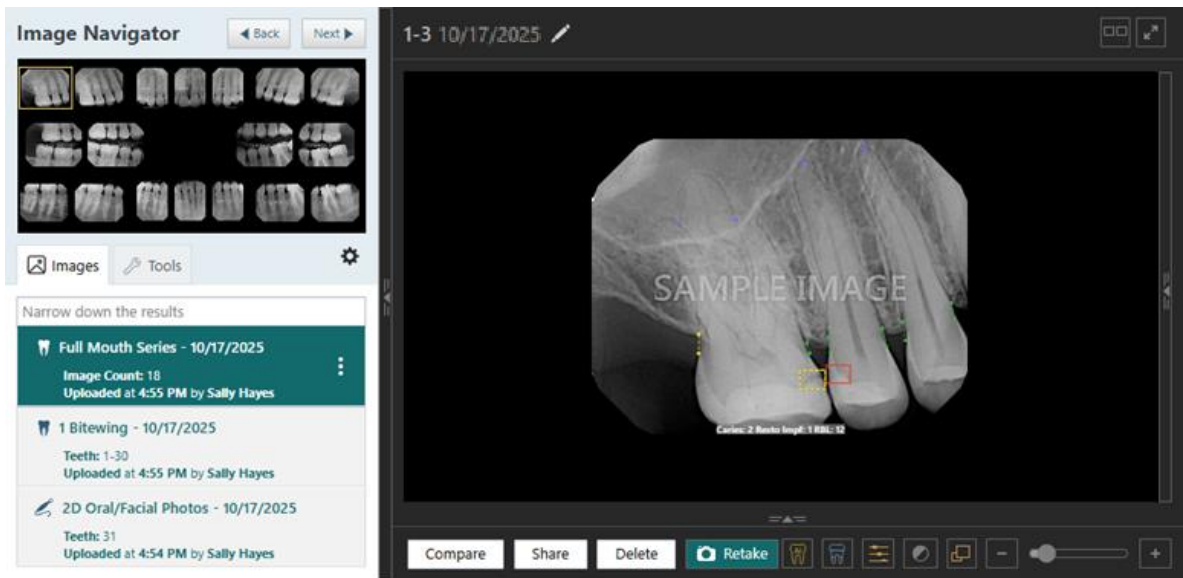 Image Navigator
Back
Next
Images
Tools
Narrow down the results
Full Mouth Series - 10/17/2025
Image Count: 18
Uploaded at 4:55 PM by Sally Hayes
1 Bitewing - 10/17/2025
Teeth: 1-30
Uploaded at 4:55 PM by Sally Hayes
2D Oral/Facial Photos - 10/17/2025
Teeth: 31
Uploaded at 4:54 PM by Sally Hayes
1-3 10/17/2025
SAMPLE IMAGE
Caries: 2 Resto Impf: 1 RBL: 12
Compare
Share
Delete
Retake